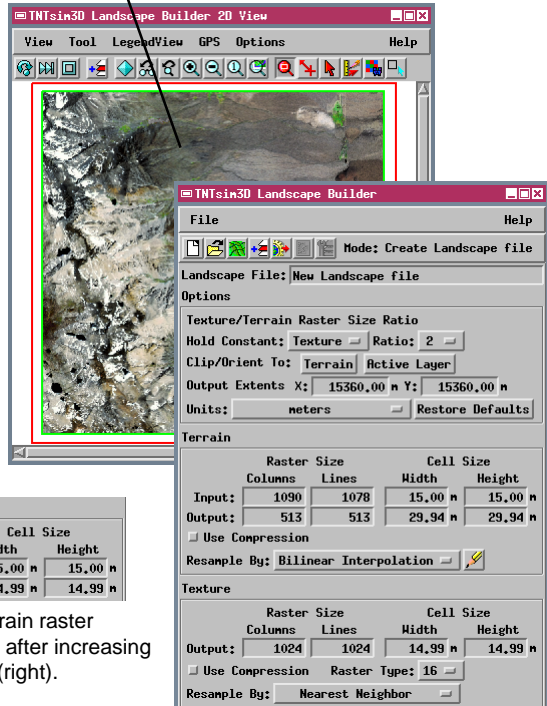 TNTsim3D Landscape Builder 2D View
View Tool LegendView GPS Options Help
TNTsim3D Landscape Builder
File Help
Mode: Create Landscape file
Landscape File: New Landscape file
Options
Texture/Terrain Raster Size Ratio
Hold Constant: Texture Ratio: 2
Clip/Orient To: Terrain Active Layer
Output Extents X: 15360.00 m Y: 15360.00 m
Units: meters Restore Defaults
Terrain
Raster Size Cell Size
Columns Lines Width Height
Input: 1090 1078 15.00 m 15.00 m
Output: 513 513 29.94 m 29.94 m
Use Compression
Resample By: Bilinear Interpolation
Texture
Raster Size Cell Size
Columns Lines Width Height
Output: 1024 1024 14.99 m 14.99 m
Use Compression Raster Type: 16
Resample By: Nearest Neighbor
Cell Size
dth Height
5.00 m 15.00 m
4.99 m 14.99 m
rain raster
after increasing
(right).